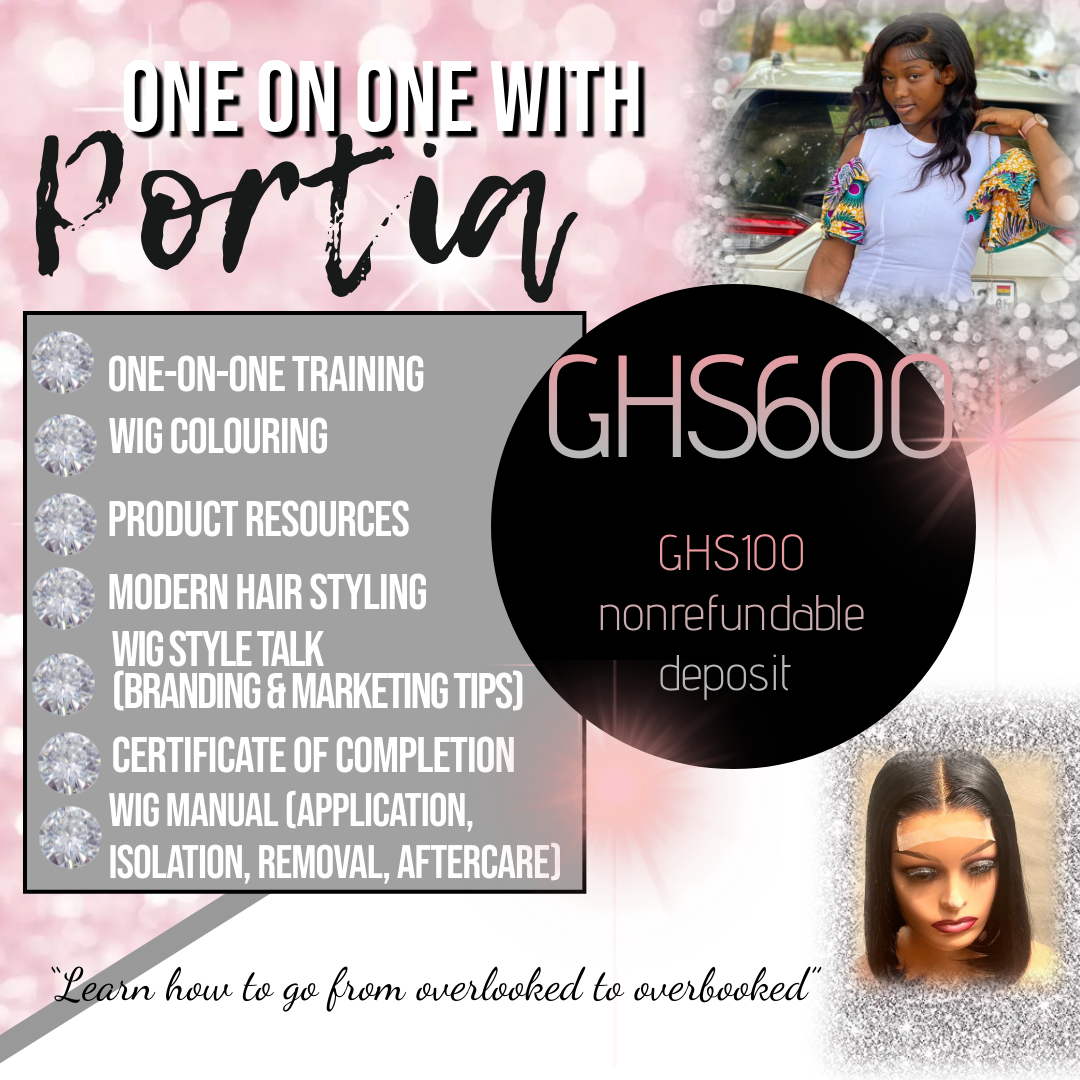 ONE ON ONE WITH
Portia
ONE-ON-ONE TRAINING
WIG COLOURING
PRODUCT RESOURCES
MODERN HAIR STYLING
WIG STYLE TALK
(BRANDING & MARKETING TIPS)
CERTIFICATE OF COMPLETION
WIG MANUAL (APPLICATION,
ISOLATION, REMOVAL, AFTERCARE)
GHS600
GHS100
nonrefundable
deposit
“Learn how to go from overlooked to overbooked”